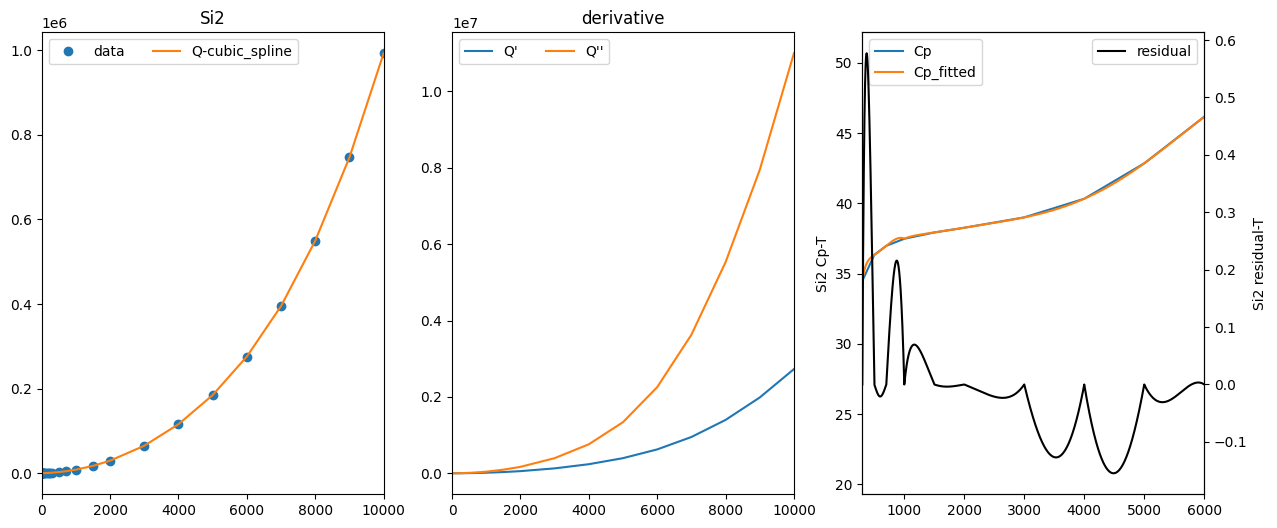 Si2
1e6
data
Q-cubic_spline
1.0
0.8
0.6
0.4
0.2
0.0
0 2000 4000 6000 8000 10000
derivative
1e7
Q'
Q''
1.0
0.8
0.6
0.4
0.2
0.0
0 2000 4000 6000 8000 10000
Cp
Cp_fitted
residual
Si2 Cp-T
50
45
40
35
30
25
20
1000 2000 3000 4000 5000 6000
0.6
0.5
0.4
0.3
0.2
0.1
0.0
−0.1
Si2 residual-T